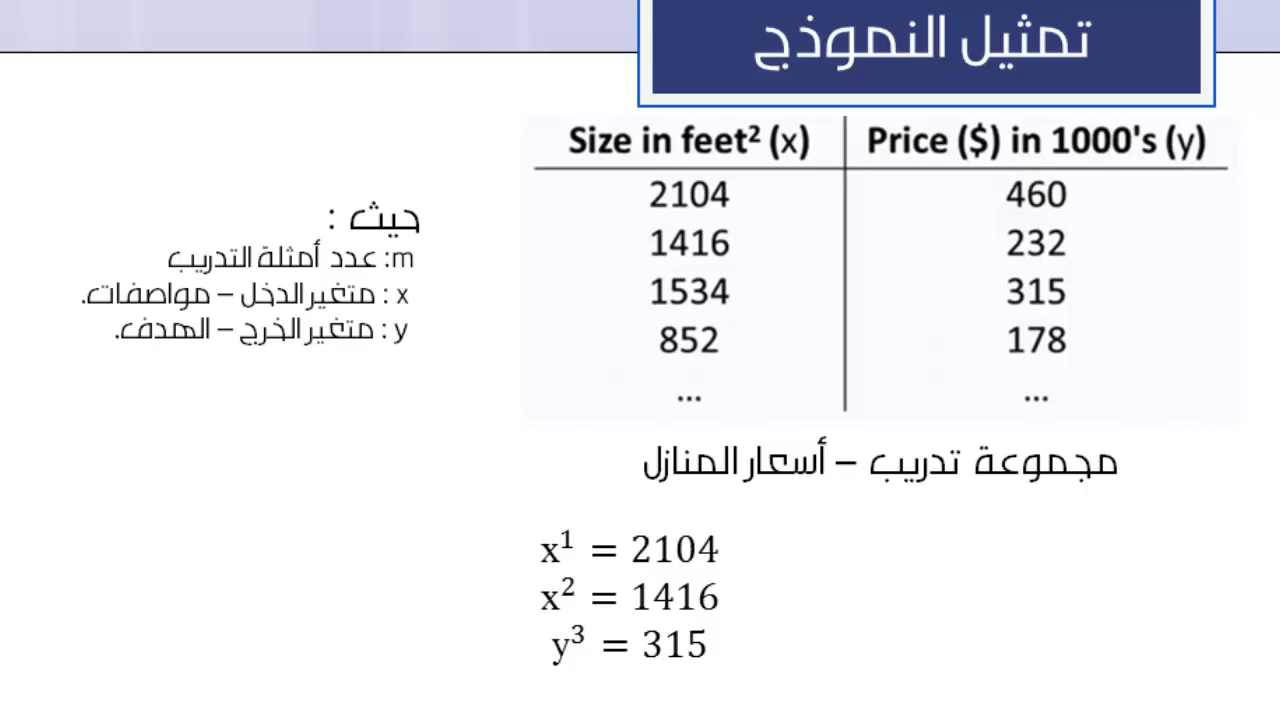 تمثيل النموذج
Size in feet² (x) Price ($) in 1000's (y)
2104 460
1416 232
1534 315
852 178
... ...
مجموعة تدريب – أسعار المنازل
حيث :
m: عدد أمثلة التدريب
x : متغير الدخل – مواصفات.
y : متغير الخرج – الهدف.
x¹ = 2104
x² = 1416
y³ = 315